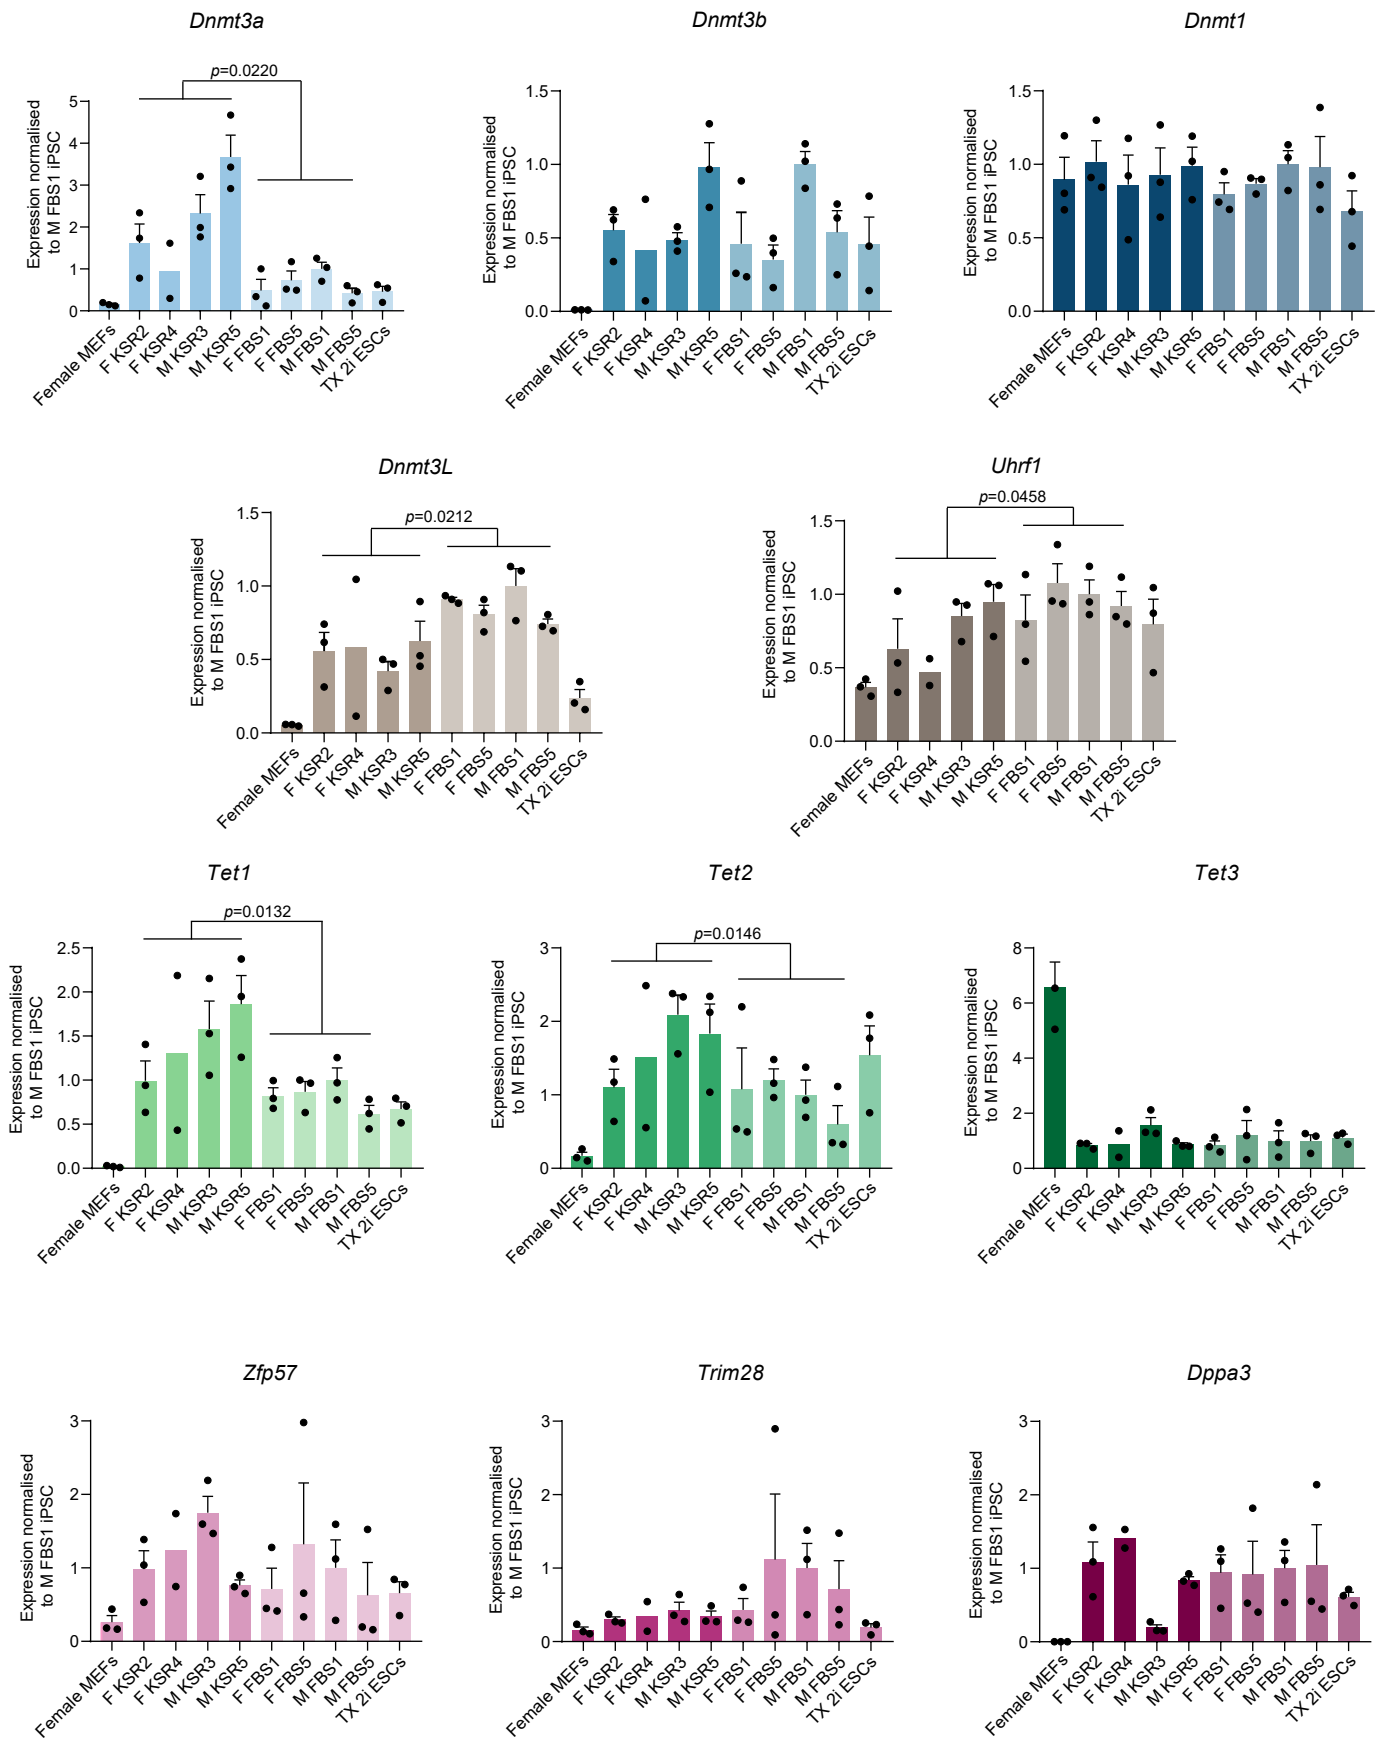 Dnmt3a
Dnmt3b
Dnmt1
p=0.0220
Expression normalised
to M FBS1 iPSC
5
4
3
2
1
0
Female MEFs
F KSR2
F KSR4
M KSR3
M KSR5
F FBS1
F FBS5
M FBS1
M FBS5
TX 2i ESCs
Expression normalised
to M FBS1 iPSC
1.5
1.0
0.5
0.0
Female MEFs
F KSR2
F KSR4
M KSR3
M KSR5
F FBS1
F FBS5
M FBS1
M FBS5
TX 2i ESCs
Expression normalised
to M FBS1 iPSC
1.5
1.0
0.5
0.0
Female MEFs
F KSR2
F KSR4
M KSR3
M KSR5
F FBS1
F FBS5
M FBS1
M FBS5
TX 2i ESCs
Dnmt3L
Uhrf1
p=0.0212
Expression normalised
to M FBS1 iPSC
1.5
1.0
0.5
0.0
Female MEFs
F KSR2
F KSR4
M KSR3
M KSR5
F FBS1
F FBS5
M FBS1
M FBS5
TX 2i ESCs
p=0.0458
Expression normalised
to M FBS1 iPSC
1.5
1.0
0.5
0.0
Female MEFs
F KSR2
F KSR4
M KSR3
M KSR5
F FBS1
F FBS5
M FBS1
M FBS5
TX 2i ESCs
Tet1
Tet2
Tet3
p=0.0132
Expression normalised
to M FBS1 iPSC
2.5
2.0
1.5
1.0
0.5
0.0
Female MEFs
F KSR2
F KSR4
M KSR3
M KSR5
F FBS1
F FBS5
M FBS1
M FBS5
TX 2i ESCs
p=0.0146
Expression normalised
to M FBS1 iPSC
3
2
1
0
Female MEFs
F KSR2
F KSR4
M KSR3
M KSR5
F FBS1
F FBS5
M FBS1
M FBS5
TX 2i ESCs
Expression normalised
to M FBS1 iPSC
8
6
4
2
0
Female MEFs
F KSR2
F KSR4
M KSR3
M KSR5
F FBS1
F FBS5
M FBS1
M FBS5
TX 2i ESCs
Zfp57
Trim28
Dppa3
Expression normalised
to M FBS1 iPSC
3
2
1
0
Female MEFs
F KSR2
F KSR4
M KSR3
M KSR5
F FBS1
F FBS5
M FBS1
M FBS5
TX 2i ESCs
Expression normalised
to M FBS1 iPSC
3
2
1
0
Female MEFs
F KSR2
F KSR4
M KSR3
M KSR5
F FBS1
F FBS5
M FBS1
M FBS5
TX 2i ESCs
Expression normalised
to M FBS1 iPSC
3
2
1
0
Female MEFs
F KSR2
F KSR4
M KSR3
M KSR5
F FBS1
F FBS5
M FBS1
M FBS5
TX 2i ESCs